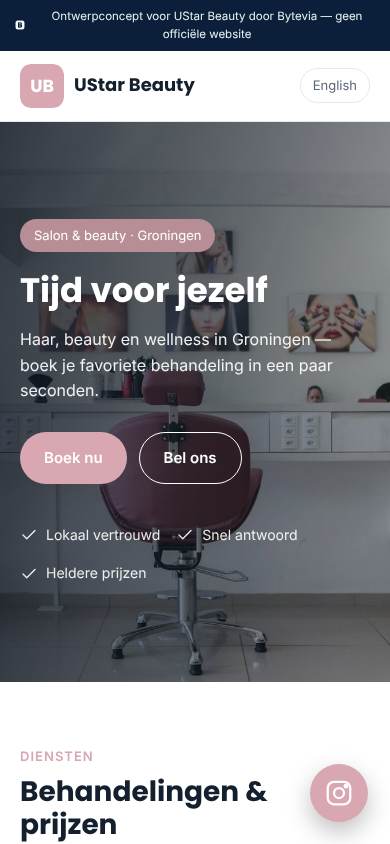 Ontwerpconcept voor UStar Beauty door Bytevia — geen
officiële website
UB
UStar Beauty
English
Salon & beauty · Groningen
Tijd voor jezelf
Haar, beauty en wellness in Groningen —
boek je favoriete behandeling in een paar
seconden.
Boek nu
Bel ons
Lokaal vertrouwd
Snel antwoord
Heldere prijzen
DIENSTEN
Behandelingen &
prijzen